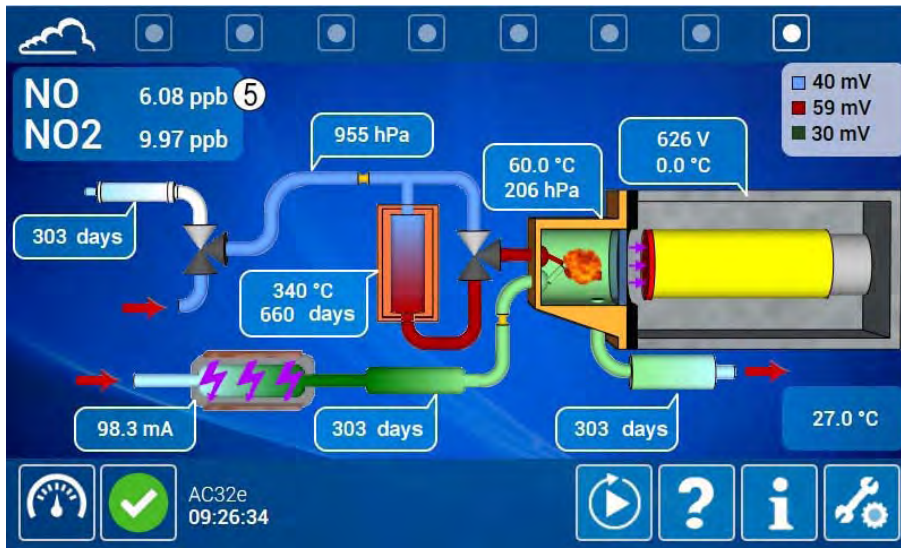 NO 6.08 ppb ⑤
NO2 9.97 ppb
40 mV
59 mV
30 mV
955 hPa
626 V
0.0 °C
60.0 °C
206 hPa
303 days
340 °C
660 days
98.3 mA
303 days
303 days
27.0 °C
AC32e
09:26:34
?
i